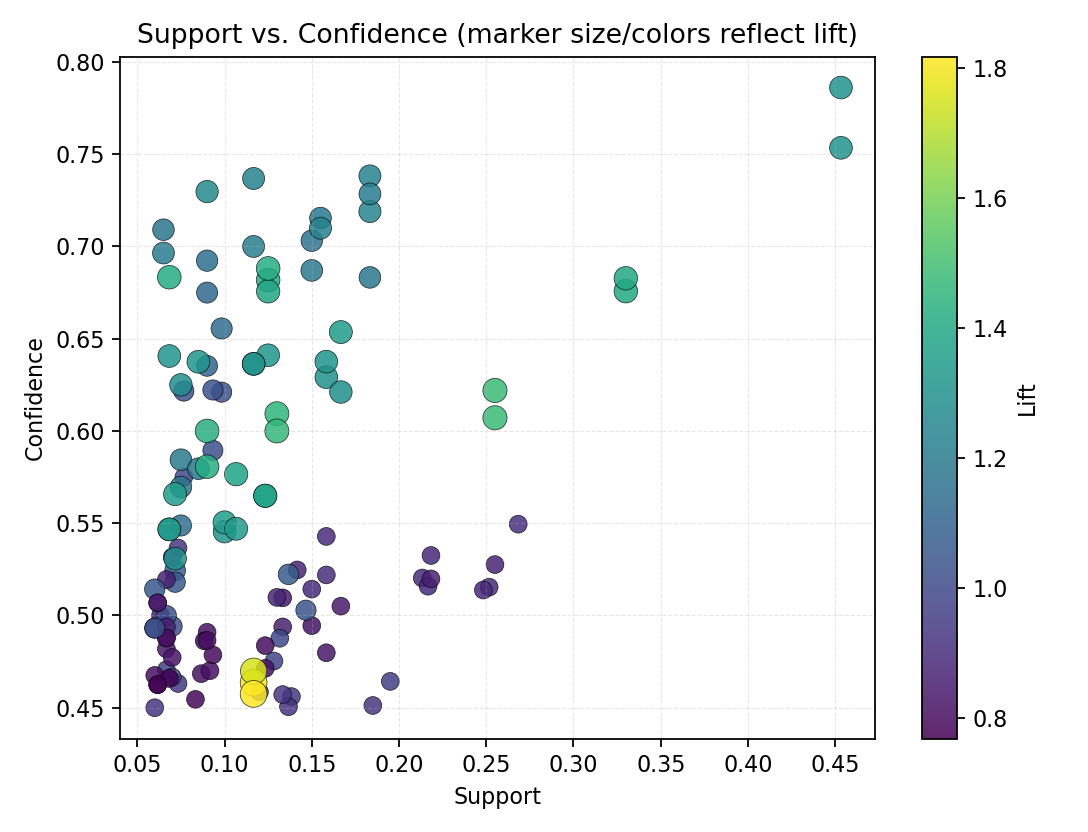 Support vs. Confidence (marker size/colors reflect lift)
0.80
0.75
0.70
0.65
0.60
0.55
0.50
0.45
Confidence
0.05 0.10 0.15 0.20 0.25 0.30 0.35 0.40 0.45
Support
1.8
1.6
1.4
1.2
1.0
0.8
Lift